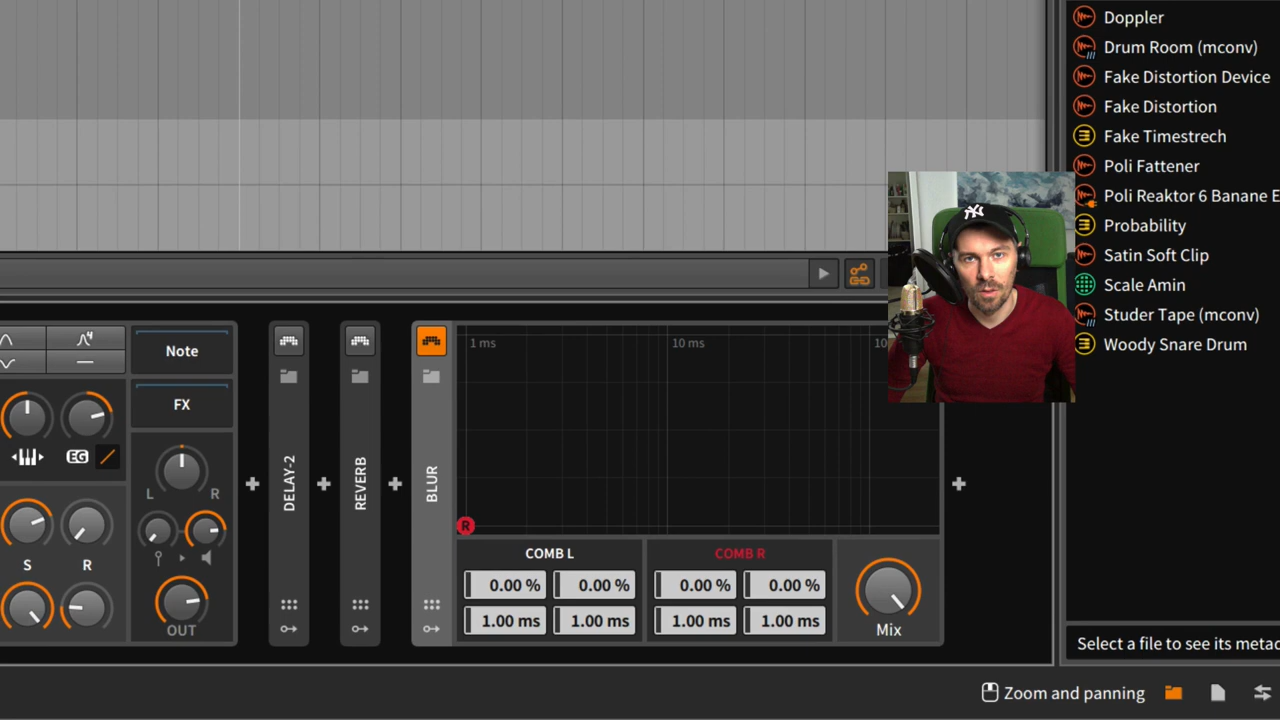 Doppler
Drum Room (mconv)
Fake Distortion Device
Fake Distortion
Fake Timestrech
Poli Fattener
Poli Reaktor 6 Banane E
Probability
Satin Soft Clip
Scale Amin
Studer Tape (mconv)
Woody Snare Drum
Note
FX
EG
L R
S R
OUT
DELAY-2
REVERB
BLUR
1 ms 10 ms 10
R
COMB L COMB R
0.00 % 0.00 % 0.00 % 0.00 %
1.00 ms 1.00 ms 1.00 ms 1.00 ms
Mix
Select a file to see its metac
Zoom and panning